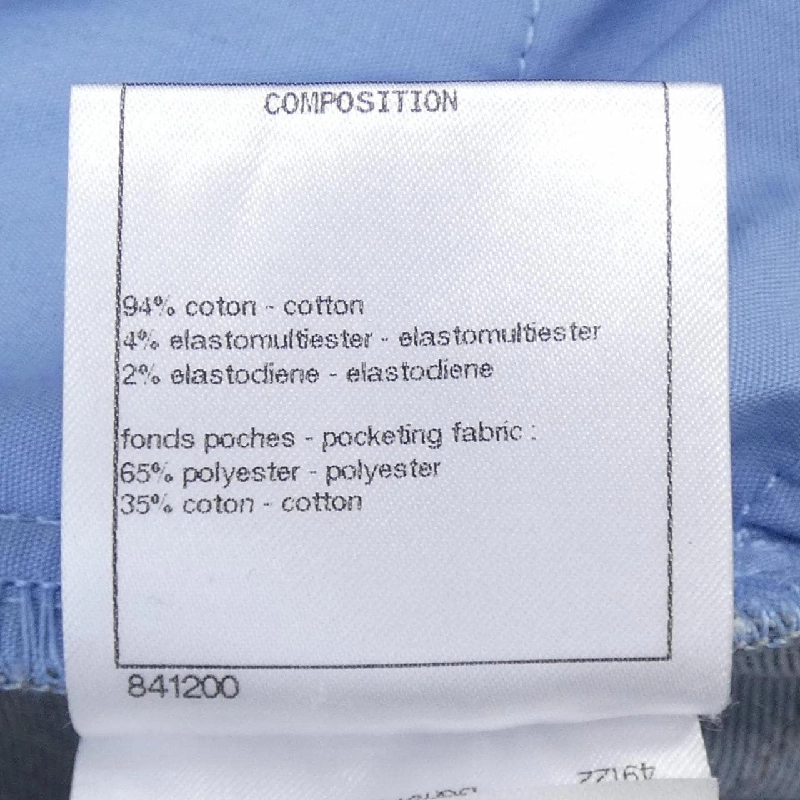 COMPOSITION
94% coton - cotton
4% elastomultiester - elastomultiester
2% elastodiene - elastodiene
fonds poches - pocketing fabric :
65% polyester - polyester
35% coton - cotton
841200